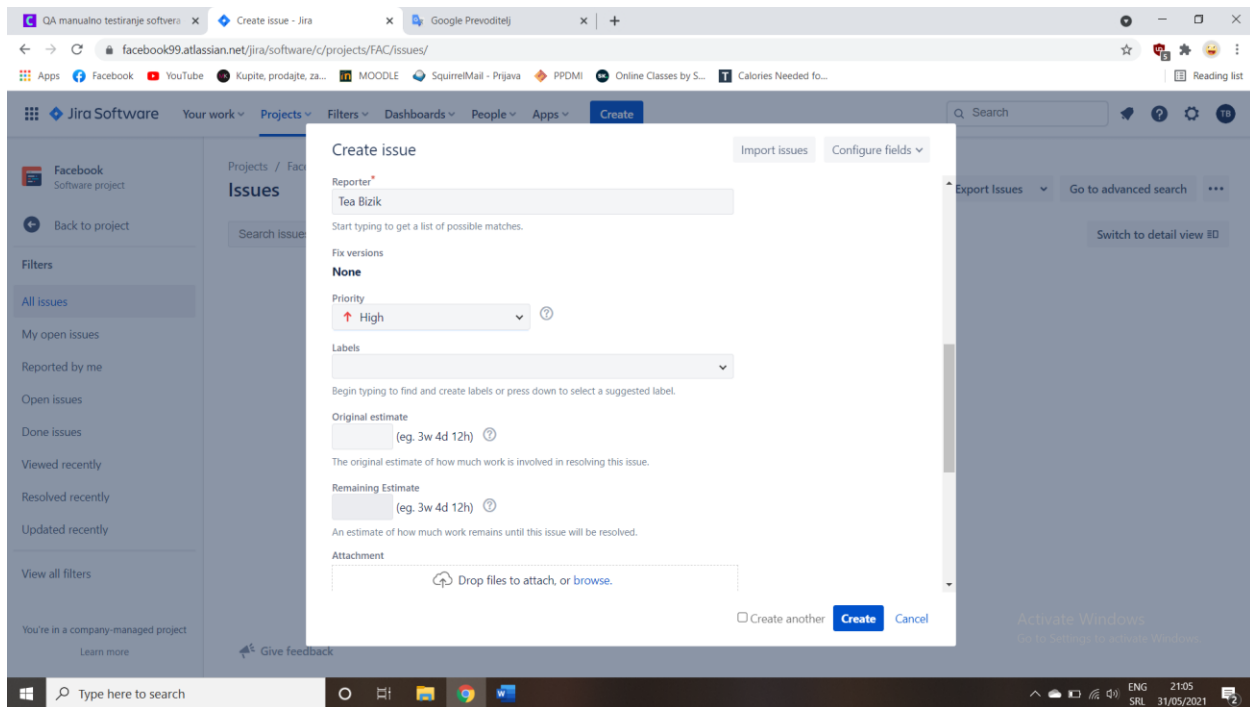 QA manualno testiranje softvera
Create issue - Jira
Google Prevoditelj
facebook99.atlassian.net/jira/software/c/projects/FAC/issues/
Apps Facebook YouTube Kupite, prodajte, za... MOODLE SquirrelMail - Prijava PPDMI Online Classes by S... Calories Needed fo... Reading list
Jira Software Your work Projects Filters Dashboards People Apps Create Search TB
Facebook
Software project
Back to project
Filters
All issues
My open issues
Reported by me
Open issues
Done issues
Viewed recently
Resolved recently
Updated recently
View all filters
You're in a company-managed project
Learn more
Projects / Face
Issues
Search issue
Export Issues Go to advanced search
Switch to detail view
Give feedback
Create issue Import issues Configure fields
Reporter*
Tea Bizik
Start typing to get a list of possible matches.
Fix versions
None
Priority
High
Labels
Begin typing to find and create labels or press down to select a suggested label.
Original estimate
(eg. 3w 4d 12h)
The original estimate of how much work is involved in resolving this issue.
Remaining Estimate
(eg. 3w 4d 12h)
An estimate of how much work remains until this issue will be resolved.
Attachment
Drop files to attach, or browse.
Create another Create Cancel
Activate Windows
Go to Settings to activate Windows.
Type here to search
ENG 21:05
SRL 31/05/2021